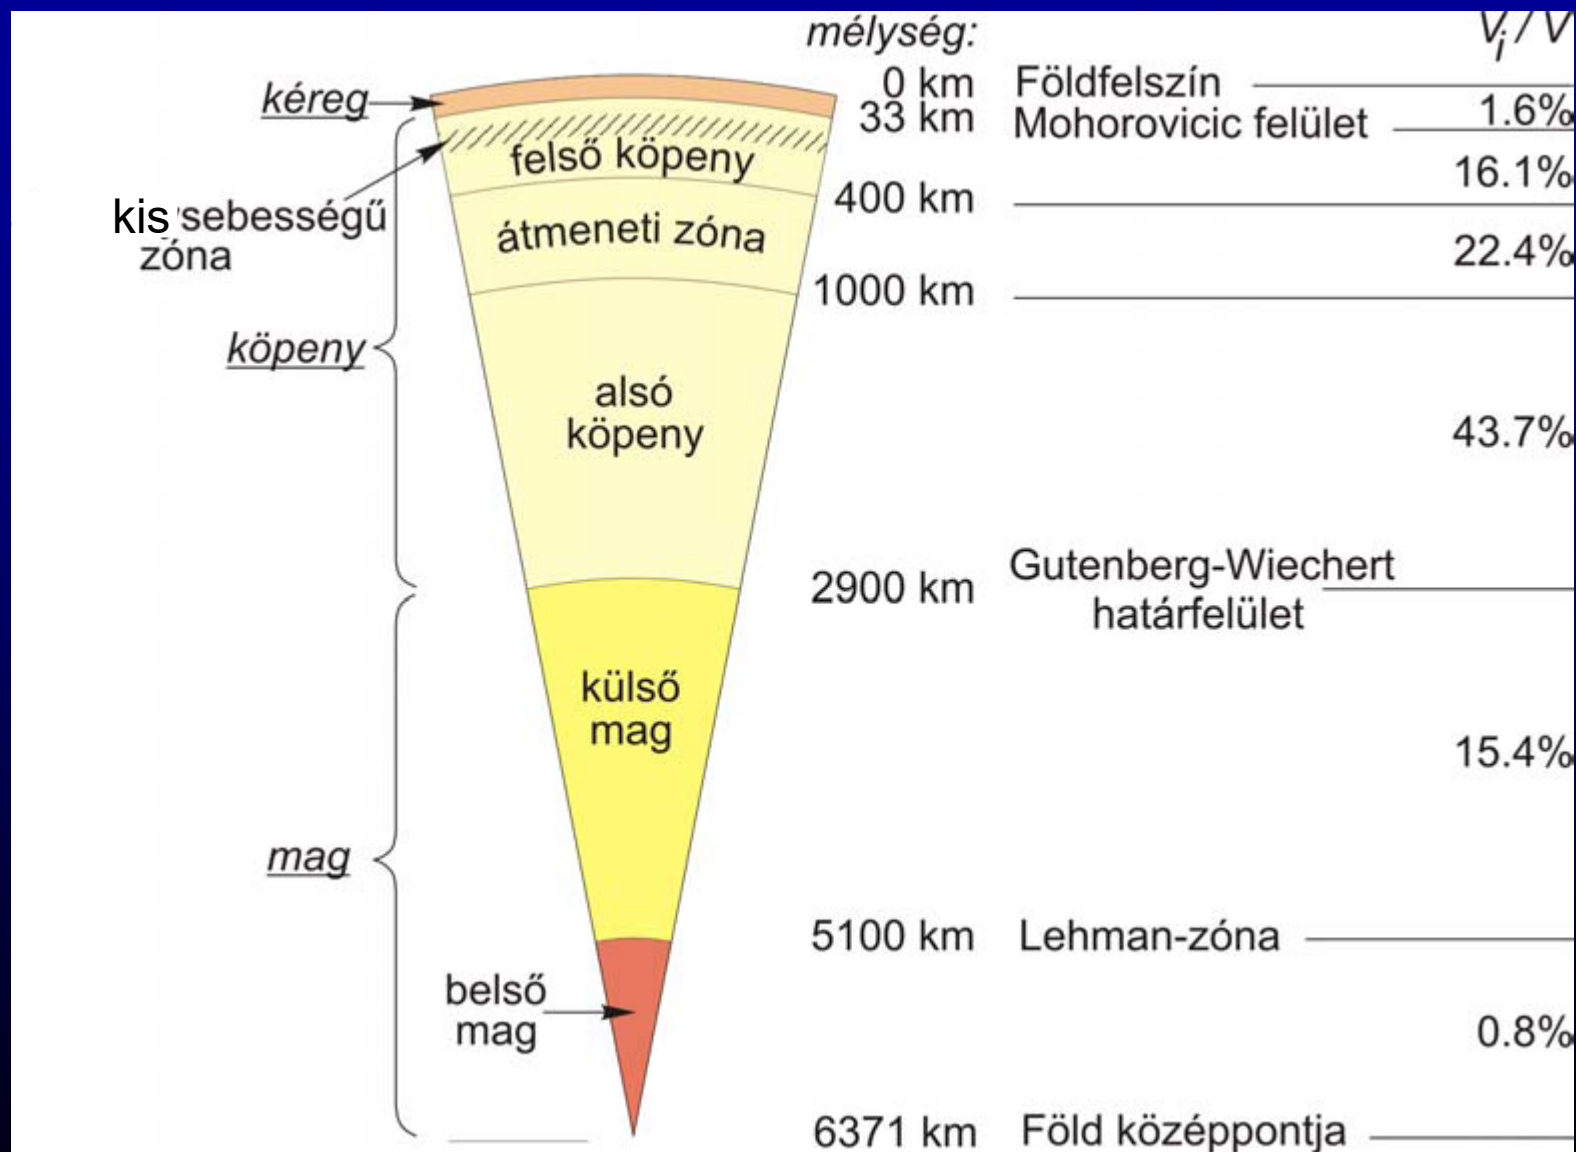 mélység:
V_i / V
kéreg
0 km Földfelszín
1.6%
33 km Mohorovicic felület
felső köpeny
16.1%
400 km
kis sebességű
zóna
átmeneti zóna
22.4%
1000 km
köpeny
alsó
köpeny
43.7%
2900 km Gutenberg-Wiechert
határfelület
külső
mag
15.4%
mag
5100 km Lehman-zóna
belső
mag
0.8%
6371 km Föld középpontja